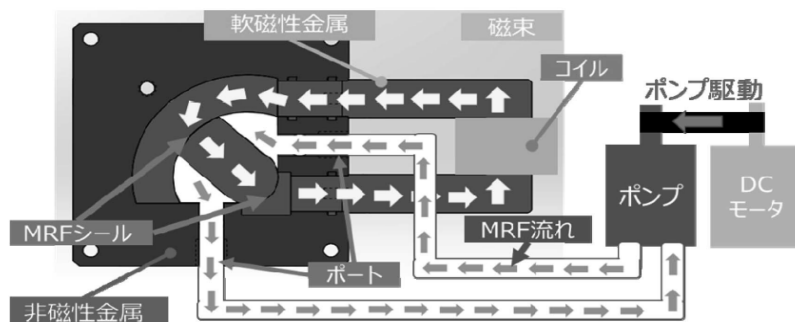 軟磁性金属
磁束
コイル
ポンプ駆動
ポンプ
DC
モータ
MRFシール
MRF流れ
ポート
非磁性金属